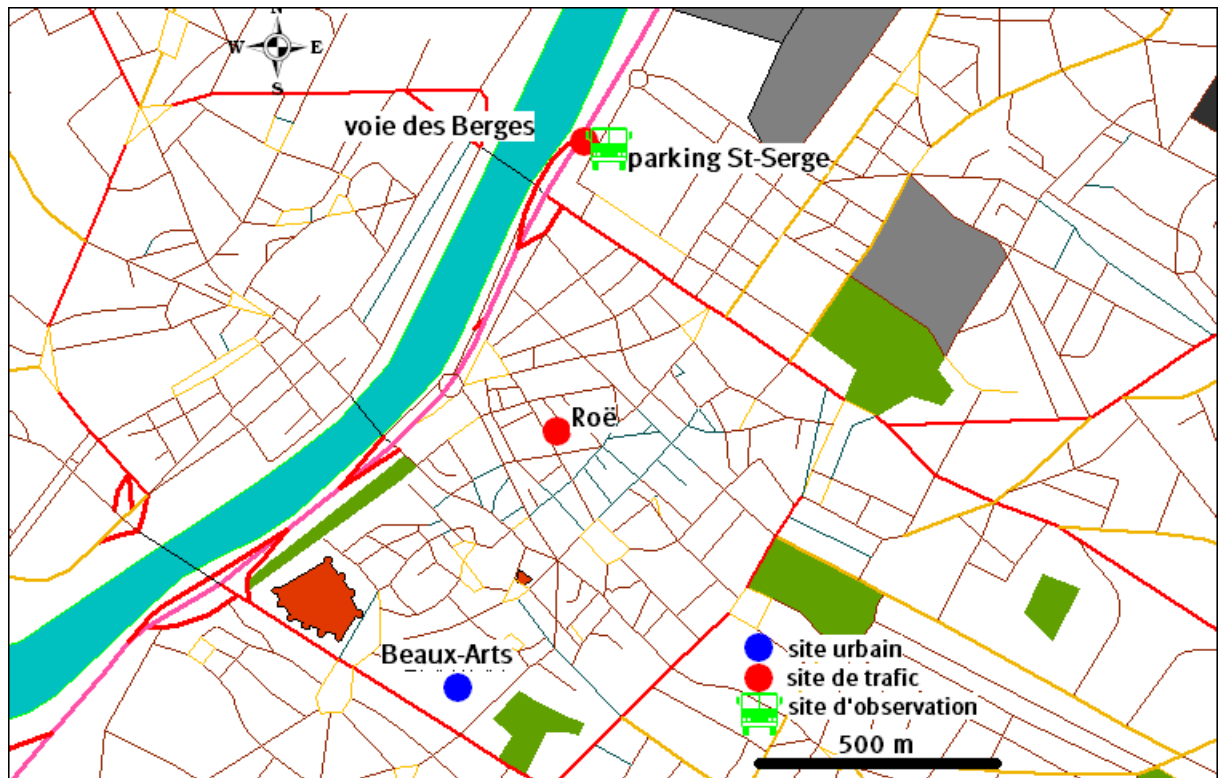 N
W E
S
voie des Berges
parking St-Serge
Roë
Beaux-Arts
site urbain
site de trafic
site d'observation
500 m